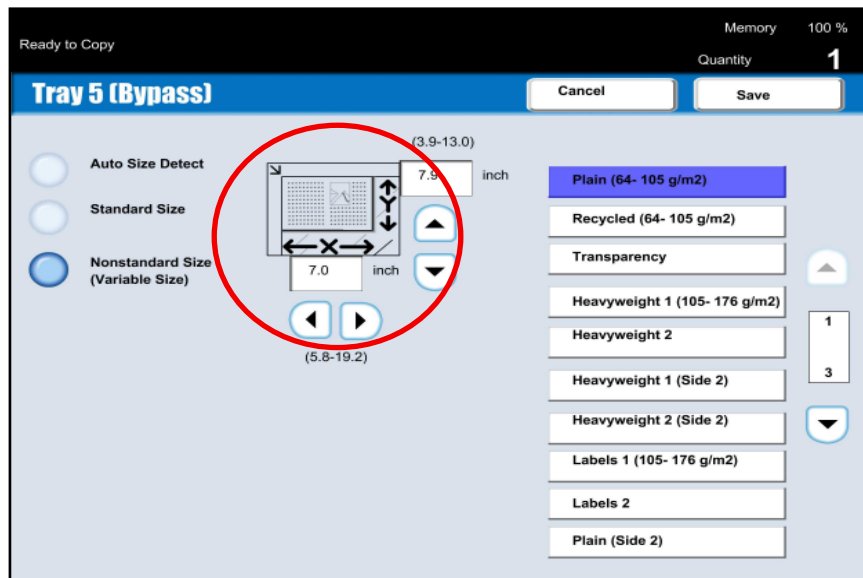 Memory 100 %
Ready to Copy
Quantity 1
Tray 5 (Bypass)
Cancel
Save
(3.9-13.0)
Auto Size Detect
7.9 inch
Standard Size
Y
X
Nonstandard Size
(Variable Size)
7.0 inch
(5.8-19.2)
Plain (64- 105 g/m2)
Recycled (64- 105 g/m2)
Transparency
Heavyweight 1 (105- 176 g/m2)
Heavyweight 2
Heavyweight 1 (Side 2)
Heavyweight 2 (Side 2)
Labels 1 (105- 176 g/m2)
Labels 2
Plain (Side 2)
1
3